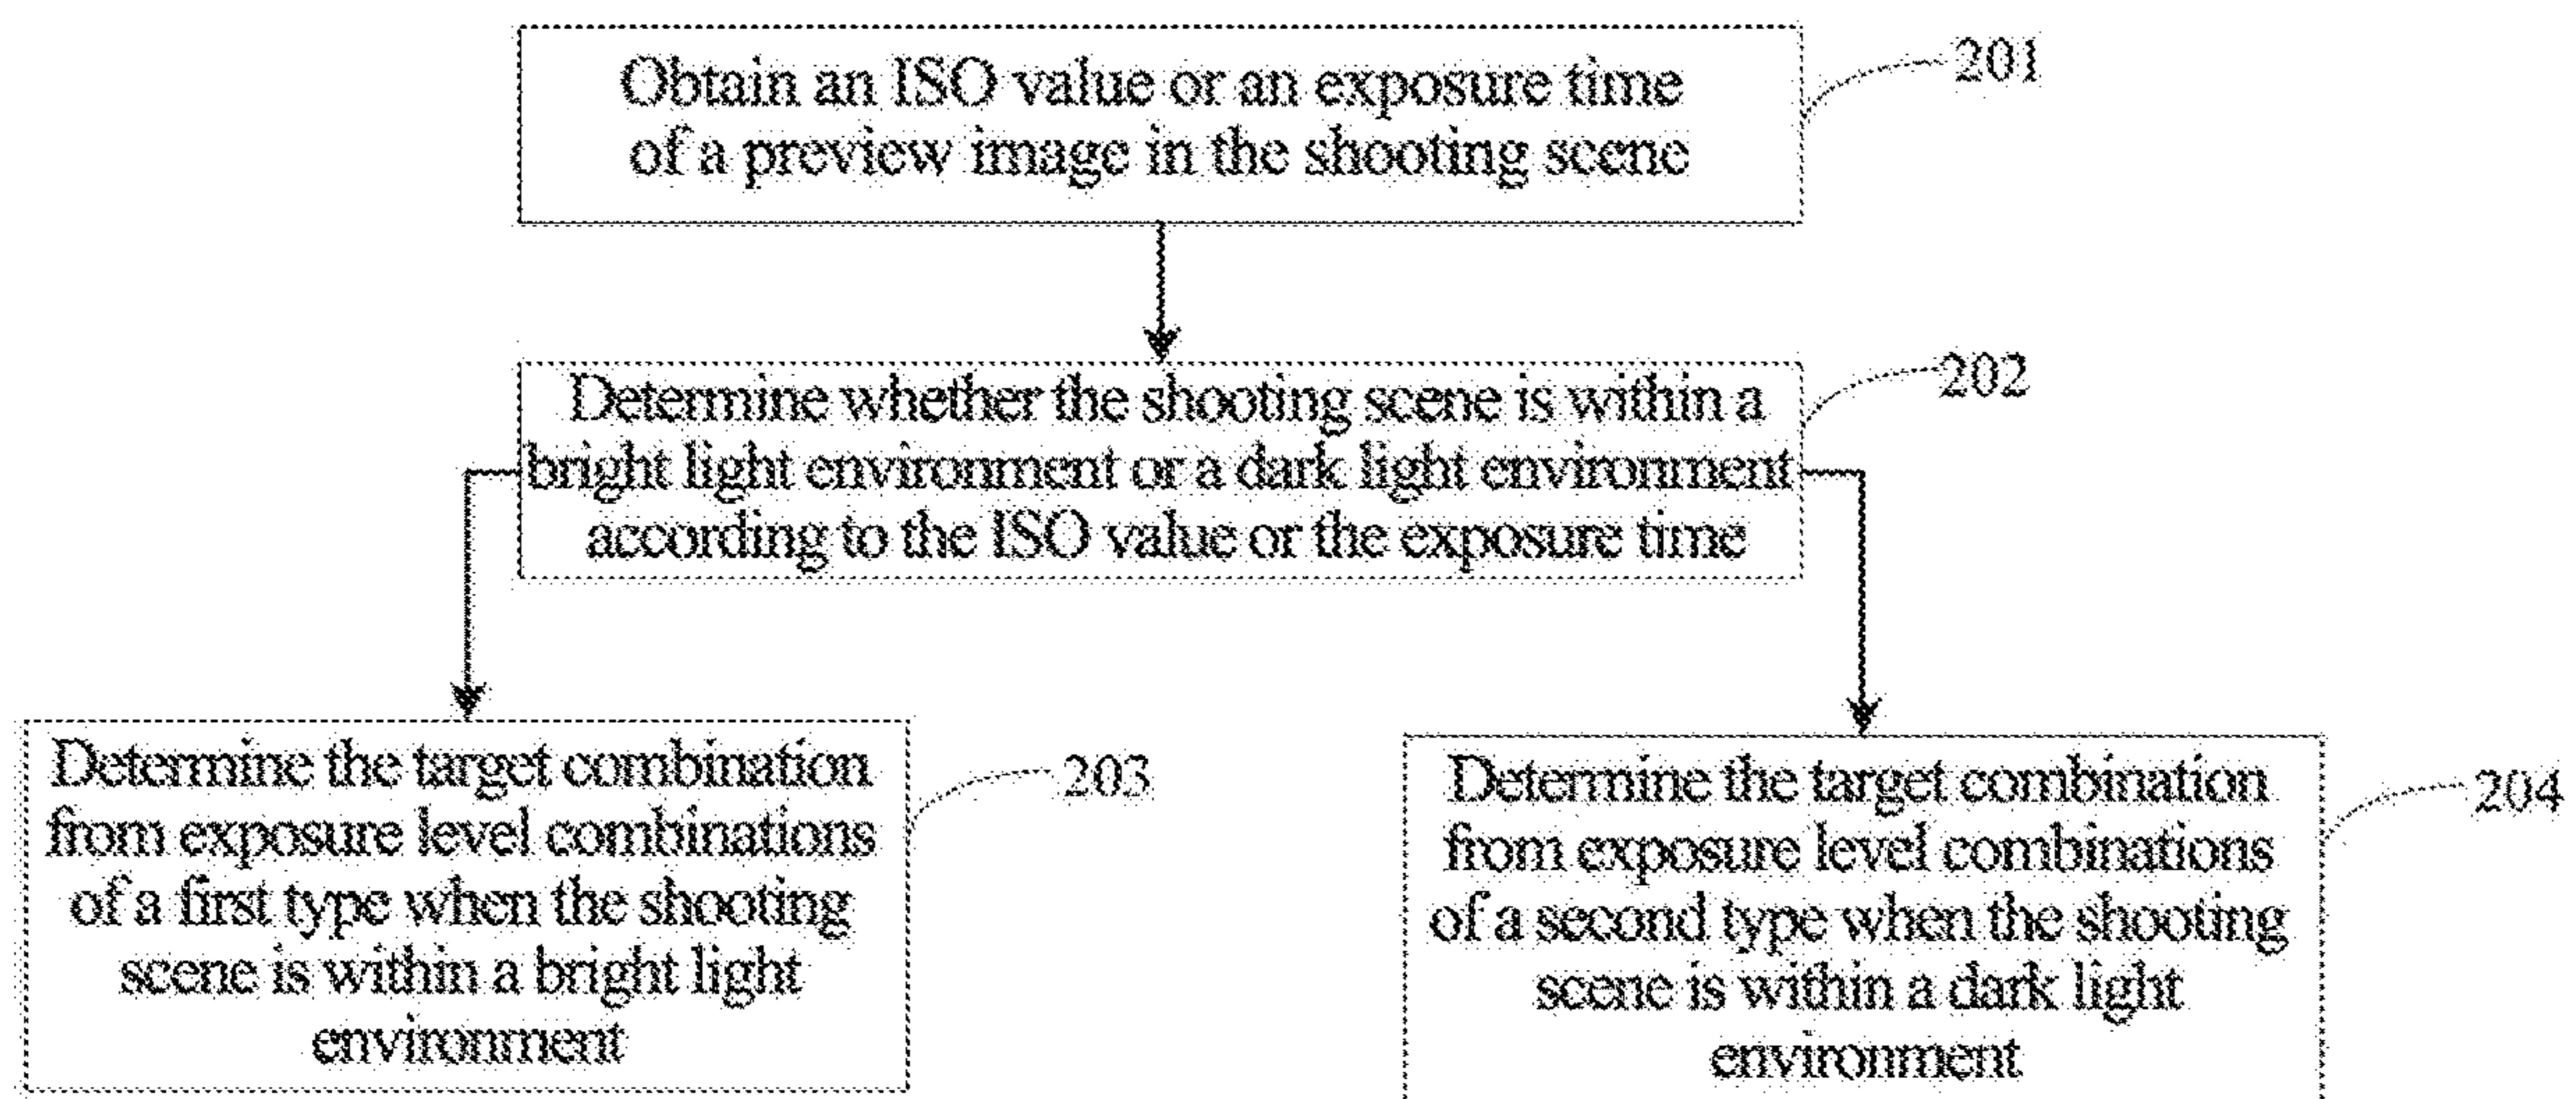 Obtain an ISO value or an exposure time
of a preview image in the shooting scene
201
Determine whether the shooting scene is within a
bright light environment or a dark light environment
according to the ISO value or the exposure time
202
Determine the target combination
from exposure level combinations
of a first type when the shooting
scene is within a bright light
environment
203
Determine the target combination
from exposure level combinations
of a second type when the shooting
scene is within a dark light
environment
204